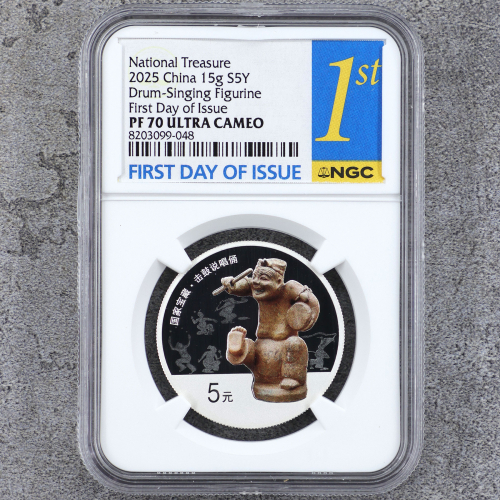 National Treasure
2025 China 15g S5Y
Drum-Singing Figurine
First Day of Issue
PF 70 ULTRA CAMEO
8203099-048
FIRST DAY OF ISSUE
1st
NGC
国家宝藏·击鼓说唱俑
5元